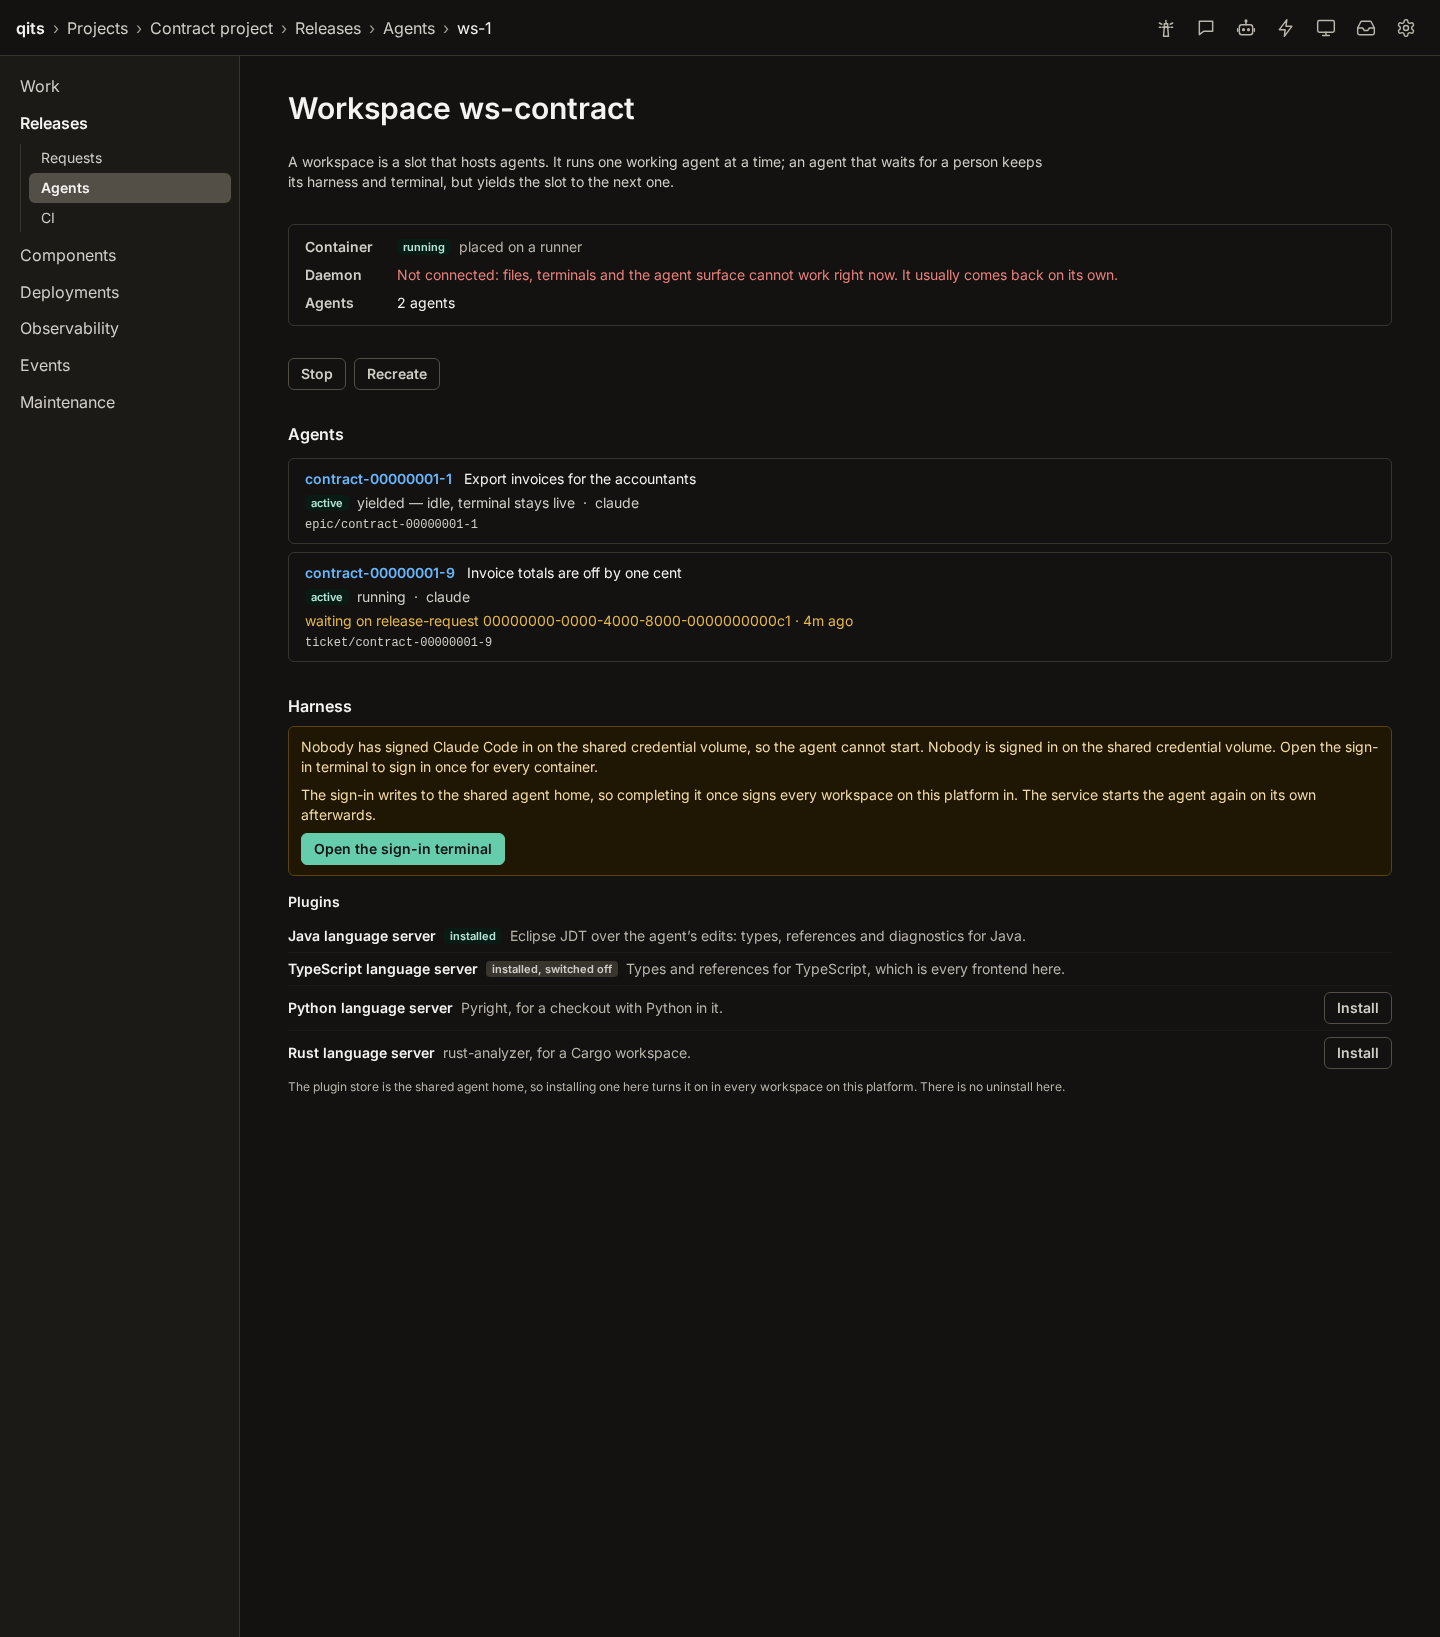 qits › Projects › Contract project › Releases › Agents › ws-1
Work
Releases
Requests
Agents
CI
Components
Deployments
Observability
Events
Maintenance
Workspace ws-contract
A workspace is a slot that hosts agents. It runs one working agent at a time; an agent that waits for a person keeps
its harness and terminal, but yields the slot to the next one.
Container running placed on a runner
Daemon Not connected: files, terminals and the agent surface cannot work right now. It usually comes back on its own.
Agents 2 agents
Stop Recreate
Agents
contract-00000001-1 Export invoices for the accountants
active yielded — idle, terminal stays live · claude
epic/contract-00000001-1
contract-00000001-9 Invoice totals are off by one cent
active running · claude
waiting on release-request 00000000-0000-4000-8000-0000000000c1 · 4m ago
ticket/contract-00000001-9
Harness
Nobody has signed Claude Code in on the shared credential volume, so the agent cannot start. Nobody is signed in on the shared credential volume. Open the sign-
in terminal to sign in once for every container.
The sign-in writes to the shared agent home, so completing it once signs every workspace on this platform in. The service starts the agent again on its own
afterwards.
Open the sign-in terminal
Plugins
Java language server installed Eclipse JDT over the agent’s edits: types, references and diagnostics for Java.
TypeScript language server installed, switched off Types and references for TypeScript, which is every frontend here.
Python language server Pyright, for a checkout with Python in it. Install
Rust language server rust-analyzer, for a Cargo workspace. Install
The plugin store is the shared agent home, so installing one here turns it on in every workspace on this platform. There is no uninstall here.